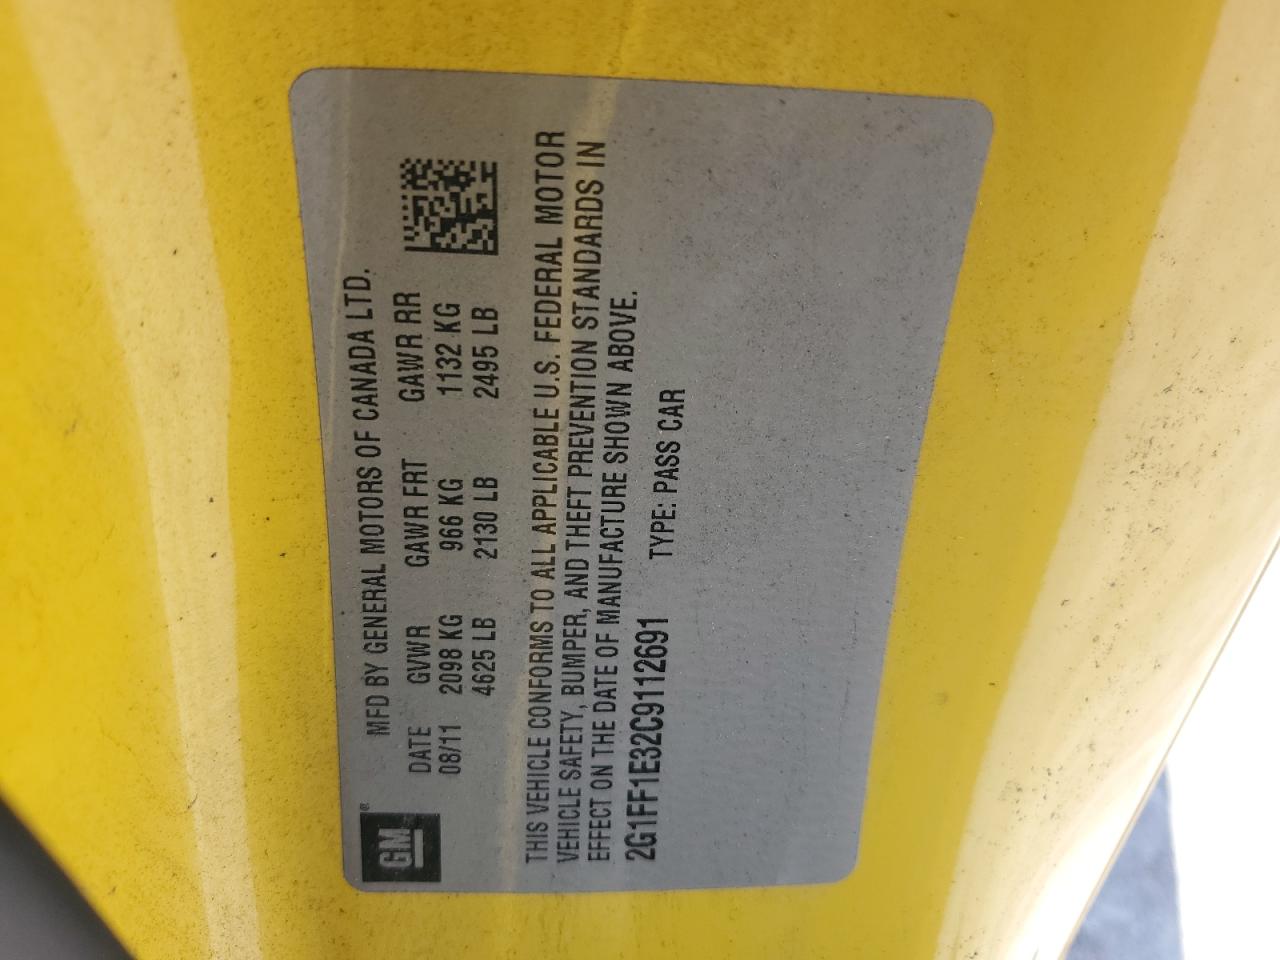 GM®
MFD BY GENERAL MOTORS OF CANADA LTD.
DATE GVWR GAWR FRT GAWR RR
08/11 2098 KG 966 KG 1132 KG
4625 LB 2130 LB 2495 LB
THIS VEHICLE CONFORMS TO ALL APPLICABLE U.S. FEDERAL MOTOR
VEHICLE SAFETY, BUMPER, AND THEFT PREVENTION STANDARDS IN
EFFECT ON THE DATE OF MANUFACTURE SHOWN ABOVE.
2G1FF1E32C9112691 TYPE: PASS CAR